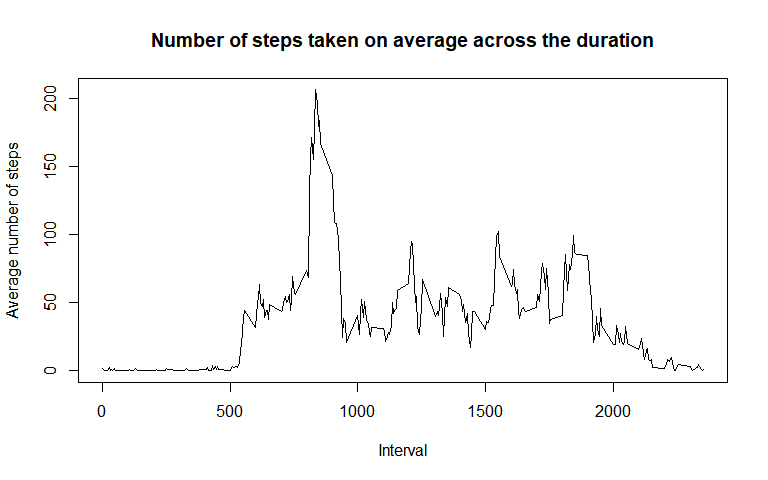 Number of steps taken on average across the duration
Average number of steps
200
150
100
50
0
0 500 1000 1500 2000
Interval